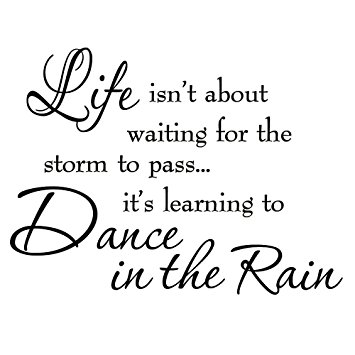 Life isn't about
waiting for the
storm to pass...
it's learning to
Dance
in the Rain